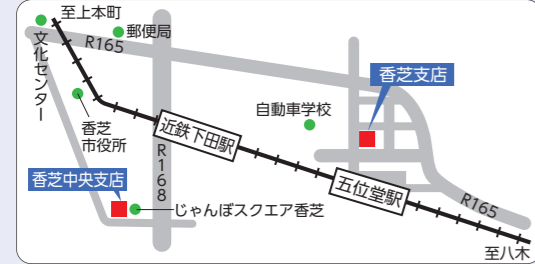 至上本町
郵便局
R165
文化センター
香芝支店
自動車学校
香芝
市役所
近鉄下田駅
R168
香芝中央支店
じゃんぼスクエア香芝
五位堂駅
R165
至八木